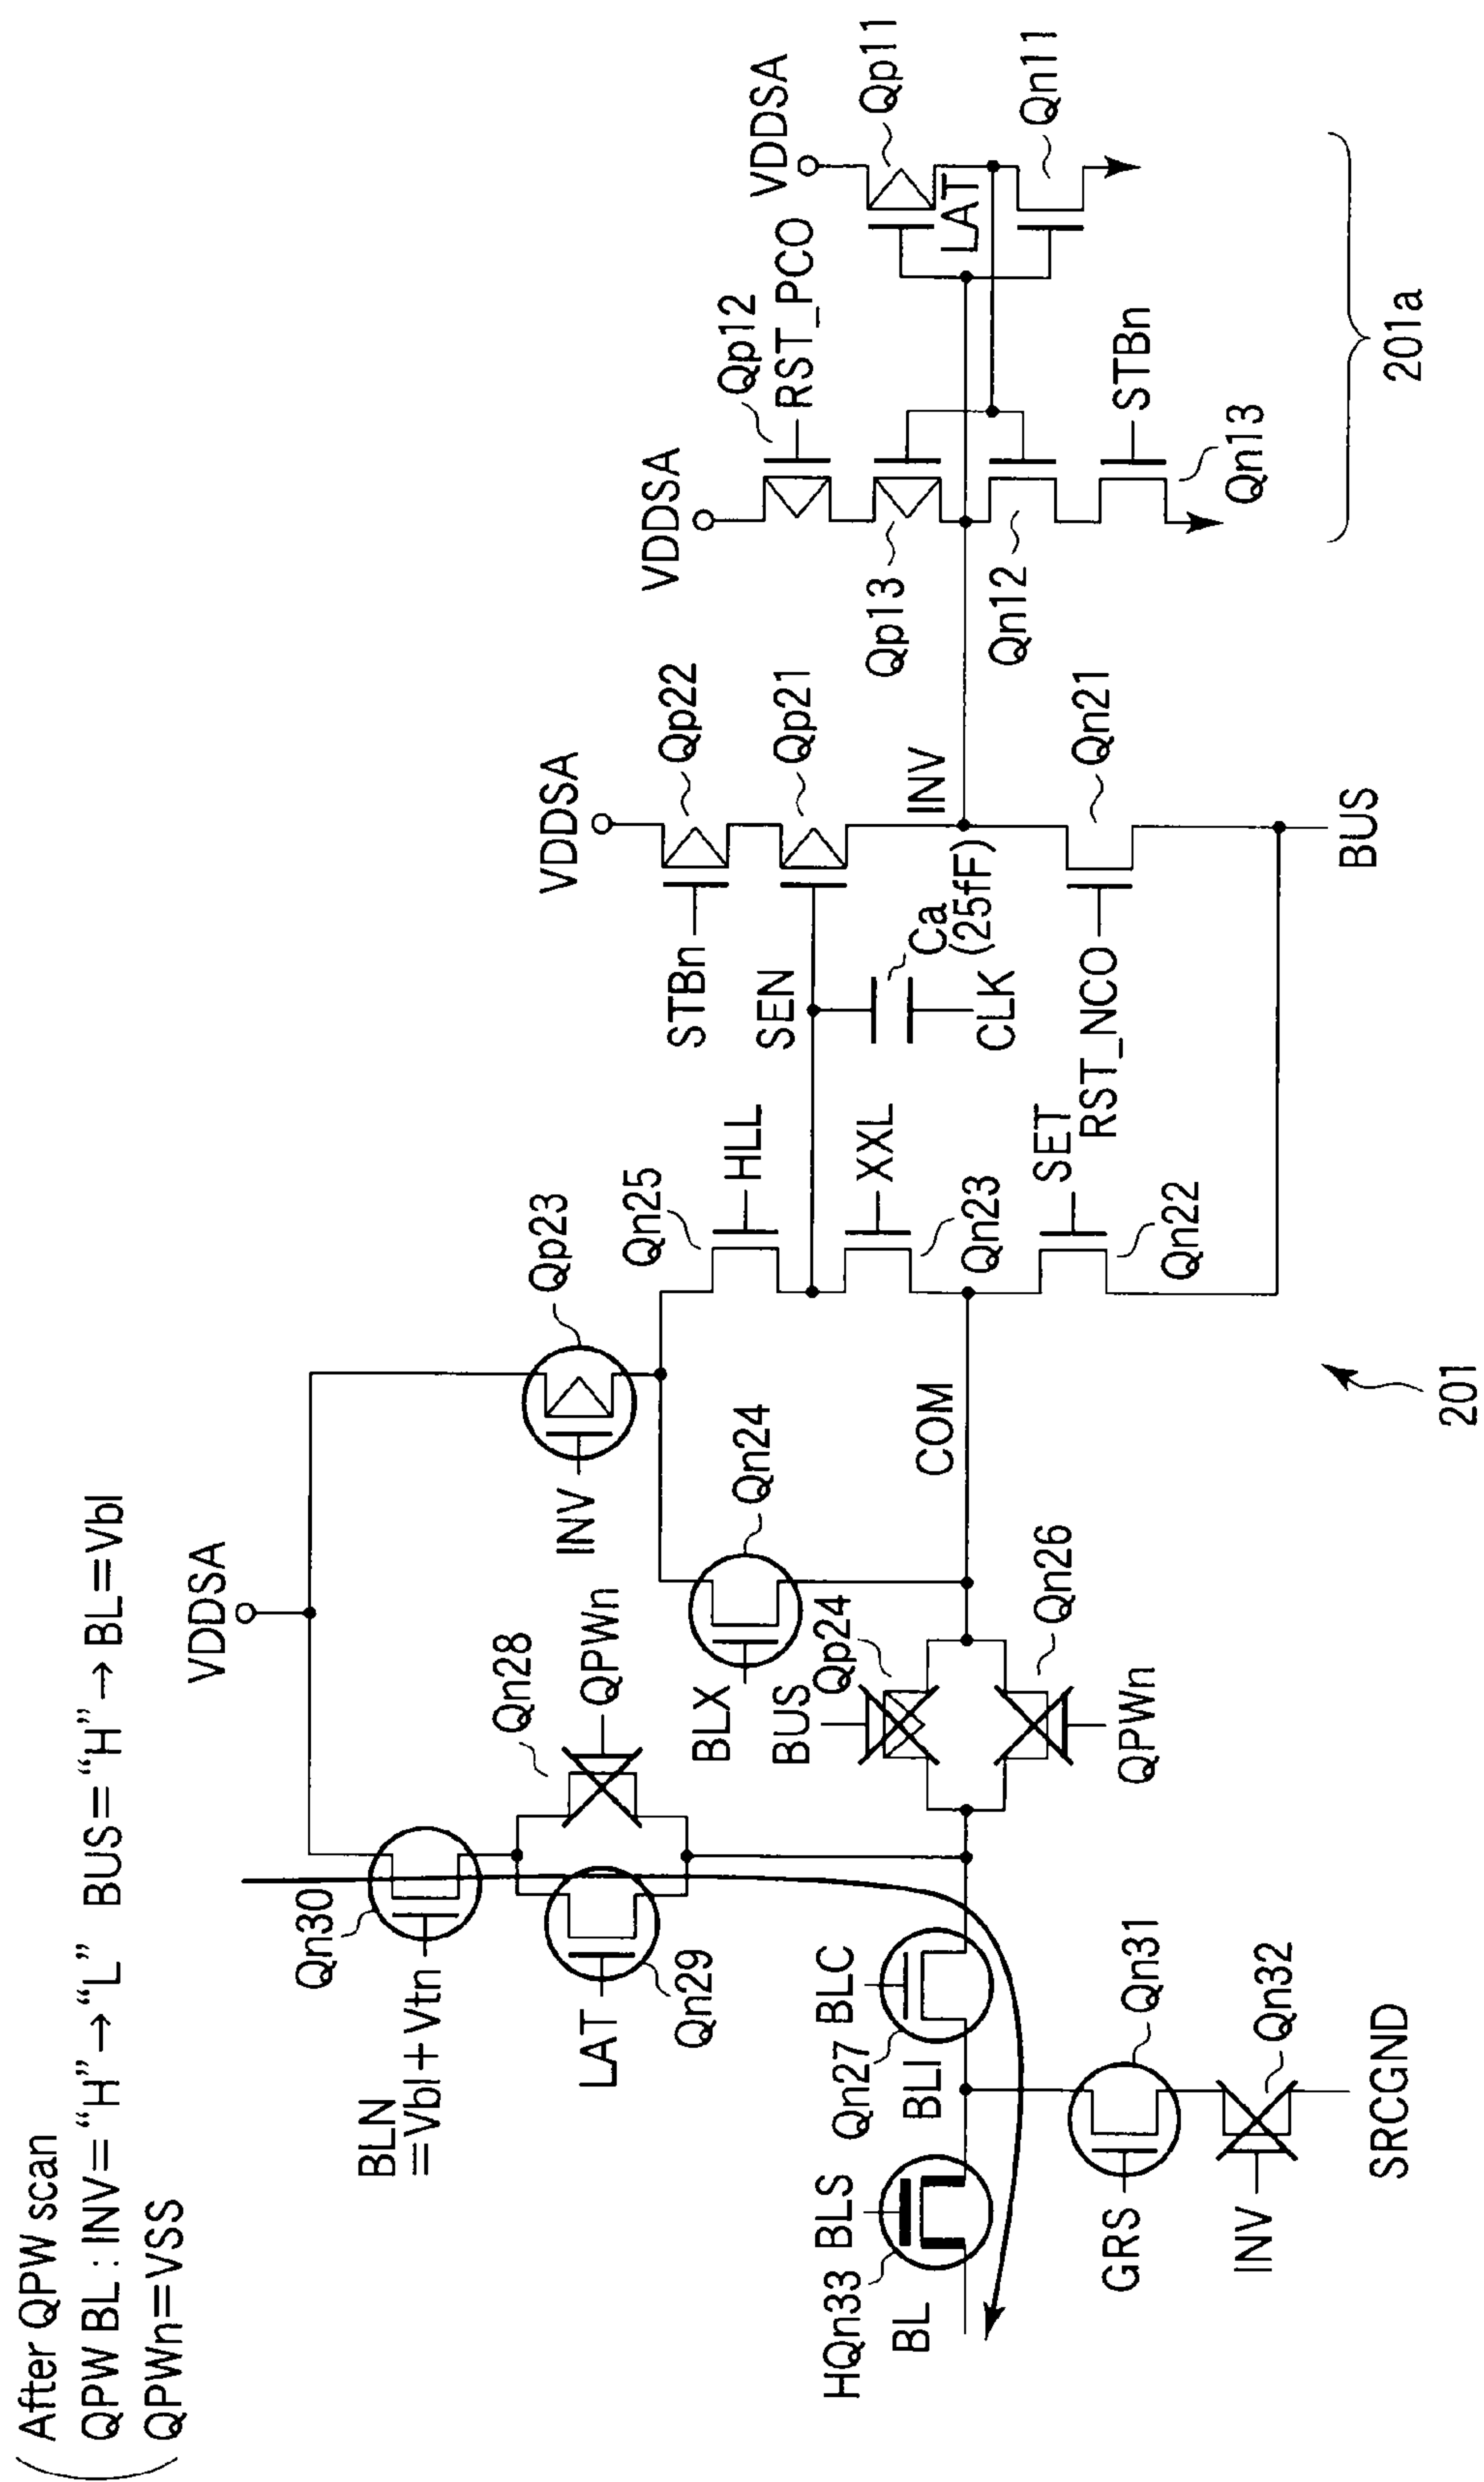 After QPW scan
QPW BL : INV="H"→"L" BUS="H"→BL=Vbl
QPWn=VSS
VDDSA
Qn30
BLN
=Vbl+Vtn
Qn28
QPWn
LAT
Qn29
Qp23
INV
BLX
Qn24
Qn25
HLL
XXL
Qn23
SET
Qn22
COM
BUS
Qp24
Qn26
QPWn
BLC
Qn27
BLI
BLS
HQn33
BL
GRS
Qn31
INV
Qn32
SRCGND
VDDSA
STBn
Qp22
SEN
Qp21
Ca
(25fF)
CLK
INV
RST_NCO
Qn21
BUS
VDDSA
Qp12
RST_PCO
Qp13
Qn12
STBn
Qn13
VDDSA
Qp11
LAT
Qn11
201a
201